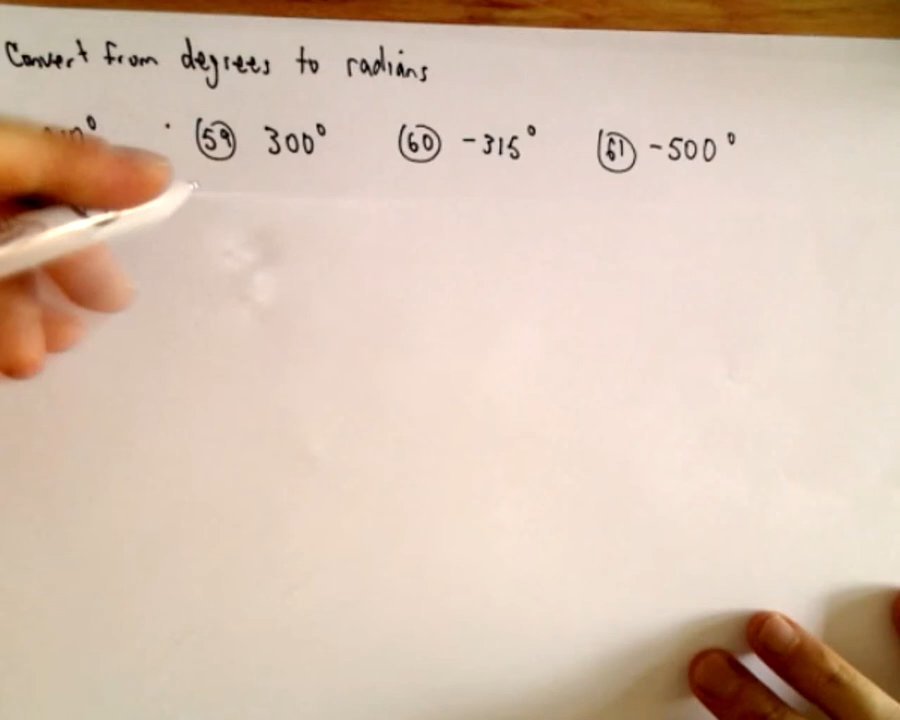 Convert from degrees to radians
(59) 300° (60) -315° (61) -500°